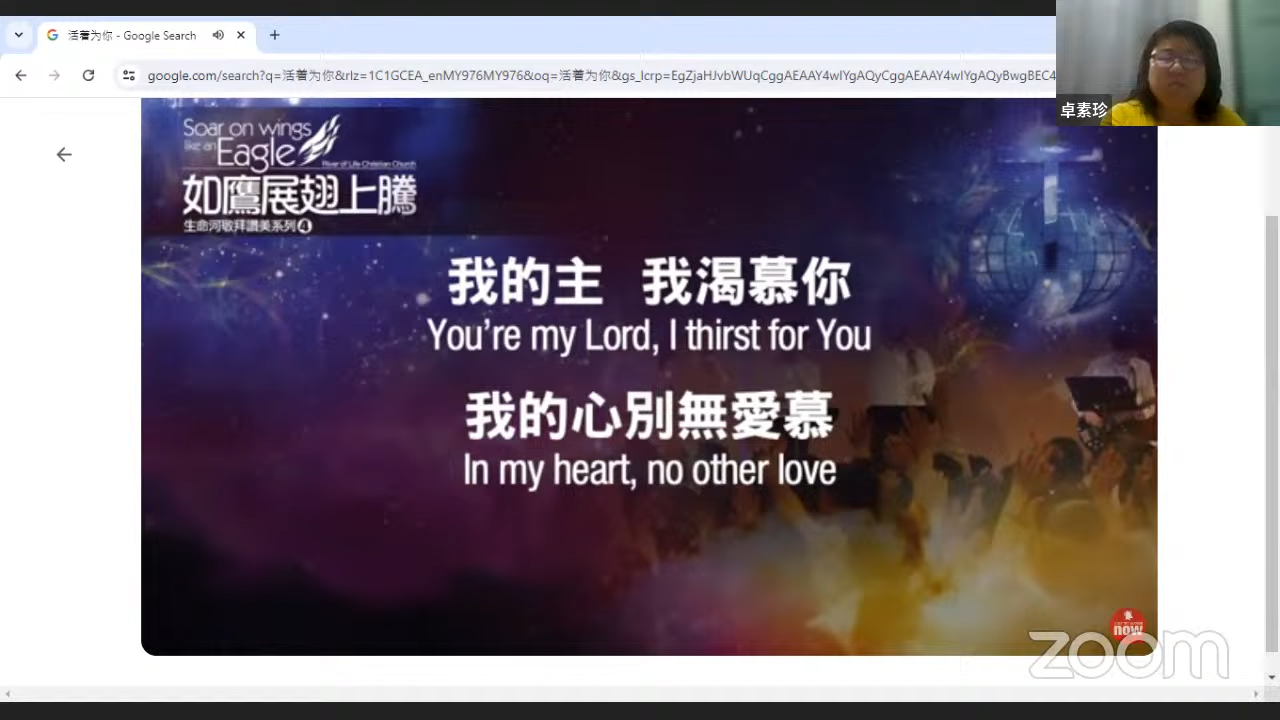 活着为你 - Google Search
google.com/search?q=活着为你&rlz=1C1GCEA_enMY976MY976&oq=活着为你&gs_lcrp=EgZjaHJvbWUqCggAEAAY4wIYgAQyCggAEAAY4wIYgAQyBwgBEC4
卓素珍
Soar on wings
like an Eagle
River of Life Christian Church
如鷹展翅上騰
生命河敬拜讚美系列4
我的主 我渴慕你
You're my Lord, I thirst for You
我的心別無愛慕
In my heart, no other love
now
zoom